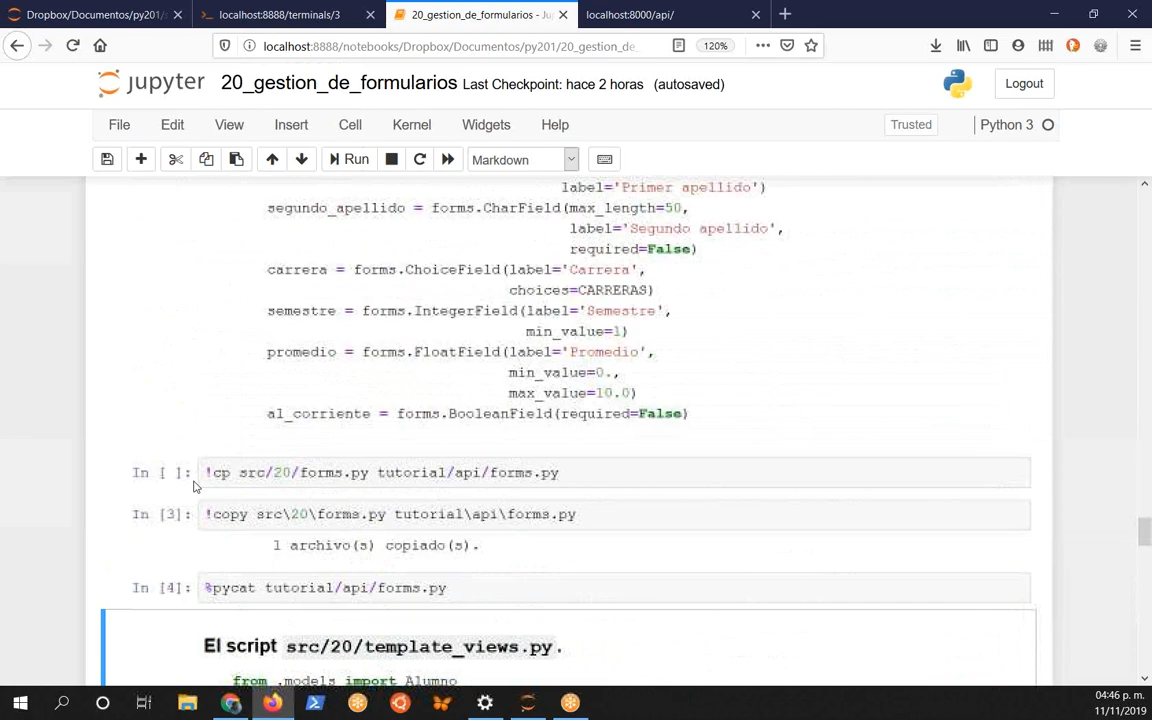 Dropbox/Documentos/py201/
localhost:8888/terminals/3
20_gestion_de_formularios - Ju
localhost:8000/api/
localhost:8888/notebooks/Dropbox/Documentos/py201/20_gestion_de_
120%
jupyter
20_gestion_de_formularios Last Checkpoint: hace 2 horas (autosaved)
Logout
File Edit View Insert Cell Kernel Widgets Help
Trusted
Python 3
Run
Markdown
label='Primer apellido')
segundo_apellido = forms.CharField(max_length=50,
label='Segundo apellido',
required=False)
carrera = forms.ChoiceField(label='Carrera',
choices=CARRERAS)
semestre = forms.IntegerField(label='Semestre',
min_value=1)
promedio = forms.FloatField(label='Promedio',
min_value=0.,
max_value=10.0)
al_corriente = forms.BooleanField(required=False)
In [ ]: !cp src/20/forms.py tutorial/api/forms.py
In [3]: !copy src\20\forms.py tutorial\api\forms.py
1 archivo(s) copiado(s).
In [4]: %pycat tutorial/api/forms.py
El script src/20/template_views.py.
from .models import Alumno
04:46 p. m.
11/11/2019